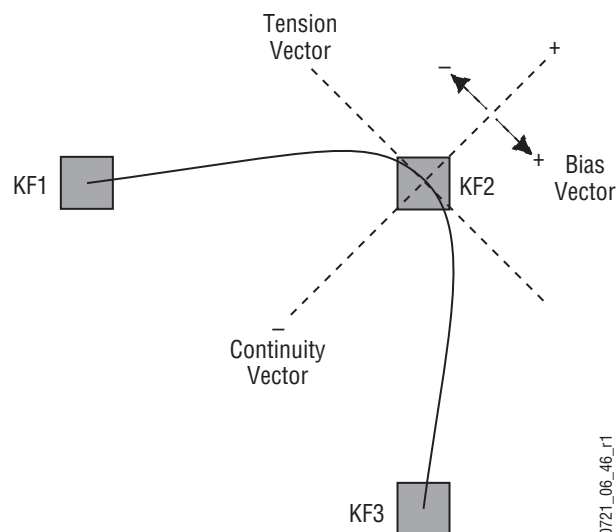 Tension
Vector
+
–
+
Bias
Vector
KF1
KF2
–
Continuity
Vector
KF3
0721_06_46_r1